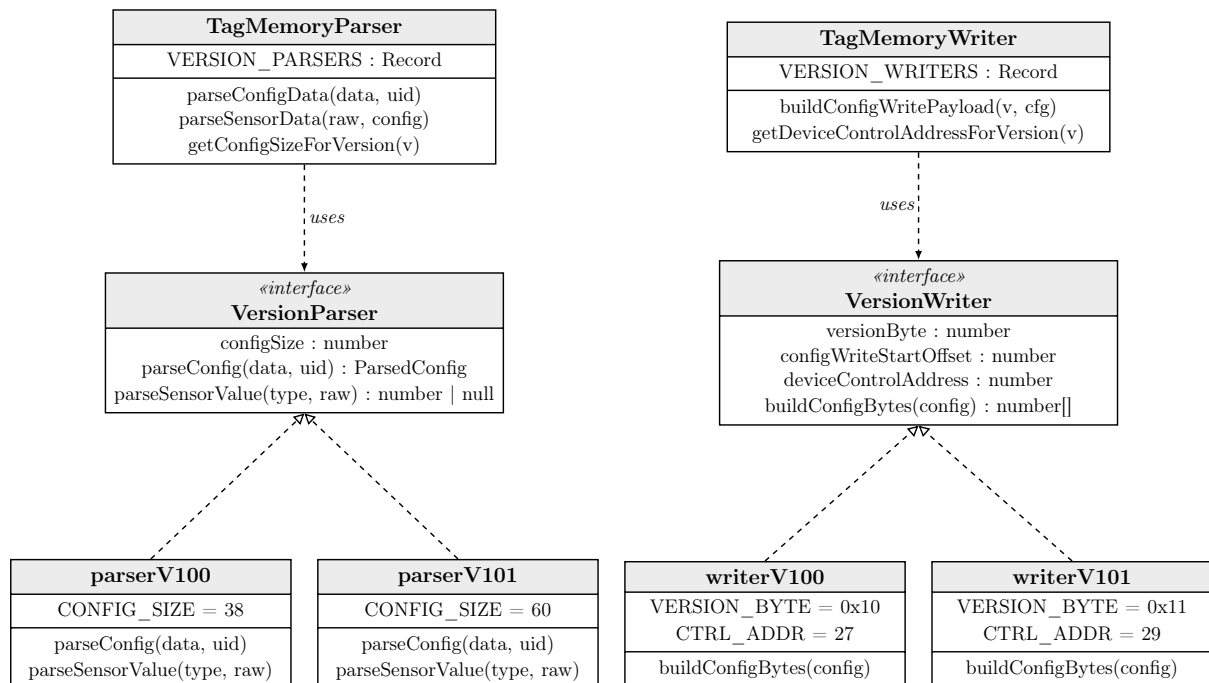 TagMemoryParser
VERSION_PARSERS : Record
parseConfigData(data, uid)
parseSensorData(raw, config)
getConfigSizeForVersion(v)
uses
«interface»
VersionParser
configSize : number
parseConfig(data, uid) : ParsedConfig
parseSensorValue(type, raw) : number | null
parserV100
CONFIG_SIZE = 38
parseConfig(data, uid)
parseSensorValue(type, raw)
parserV101
CONFIG_SIZE = 60
parseConfig(data, uid)
parseSensorValue(type, raw)
TagMemoryWriter
VERSION_WRITERS : Record
buildConfigWritePayload(v, cfg)
getDeviceControlAddressForVersion(v)
uses
«interface»
VersionWriter
versionByte : number
configWriteStartOffset : number
deviceControlAddress : number
buildConfigBytes(config) : number[]
writerV100
VERSION_BYTE = 0x10
CTRL_ADDR = 27
buildConfigBytes(config)
writerV101
VERSION_BYTE = 0x11
CTRL_ADDR = 29
buildConfigBytes(config)